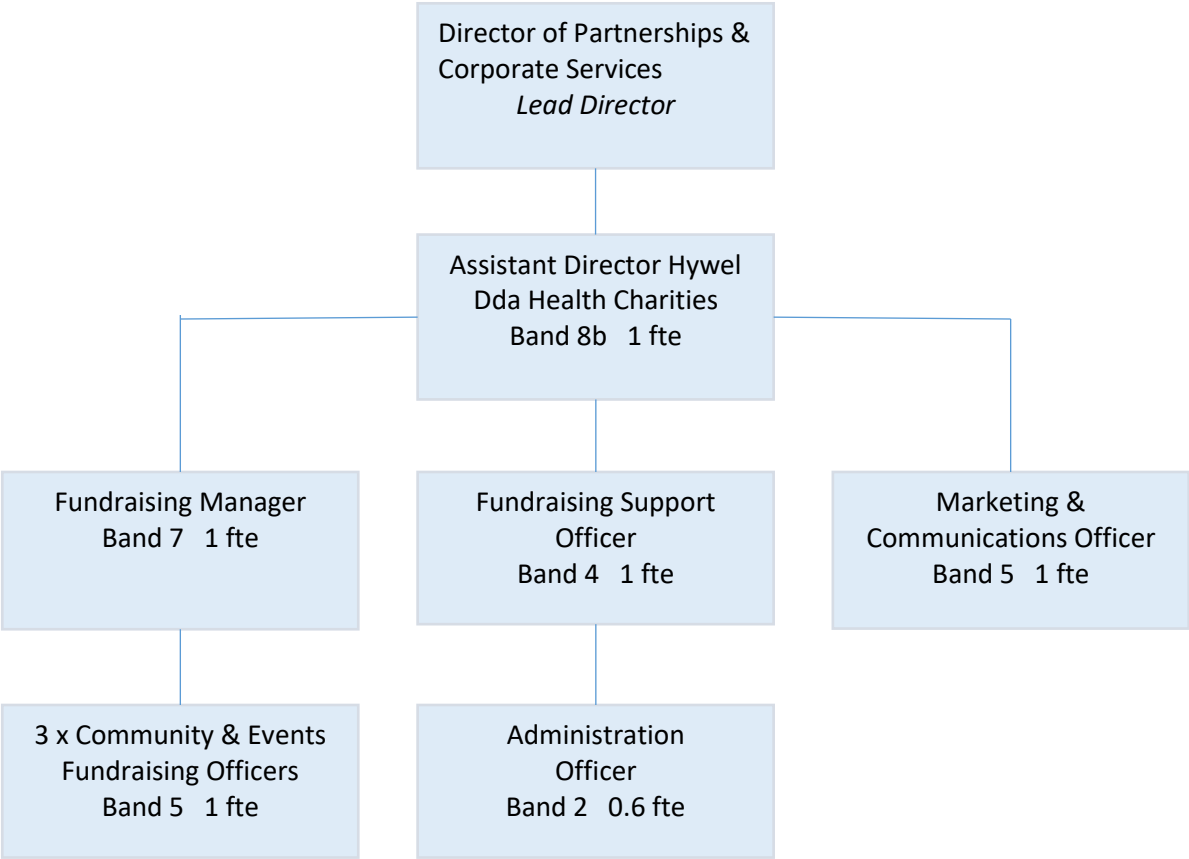 Director of Partnerships &
Corporate Services
Lead Director
Assistant Director Hywel
Dda Health Charities
Band 8b 1 fte
Fundraising Manager
Band 7 1 fte
Fundraising Support
Officer
Band 4 1 fte
Marketing &
Communications Officer
Band 5 1 fte
3 x Community & Events
Fundraising Officers
Band 5 1 fte
Administration
Officer
Band 2 0.6 fte